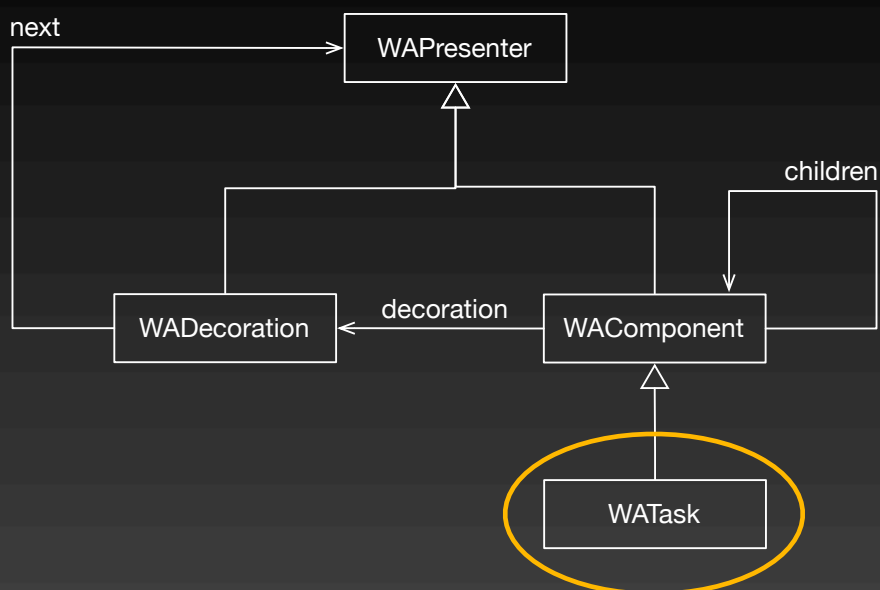 next
WAPresenter
children
WADecoration
decoration
WAComponent
WATask